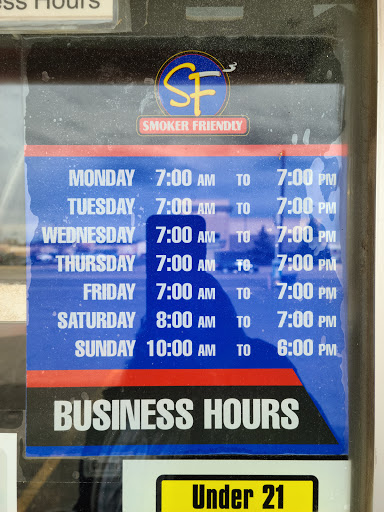 ess Hours
SF3
SMOKER FRIENDLY
MONDAY 7:00 AM TO 7:00 PM
TUESDAY 7:00 AM TO 7:00 PM
WEDNESDAY 7:00 AM TO 7:00 PM
THURSDAY 7:00 AM TO 7:00 PM
FRIDAY 7:00 AM TO 7:00 PM
SATURDAY 8:00 AM TO 7:00 PM
SUNDAY 10:00 AM TO 6:00 PM
BUSINESS HOURS
Under 21